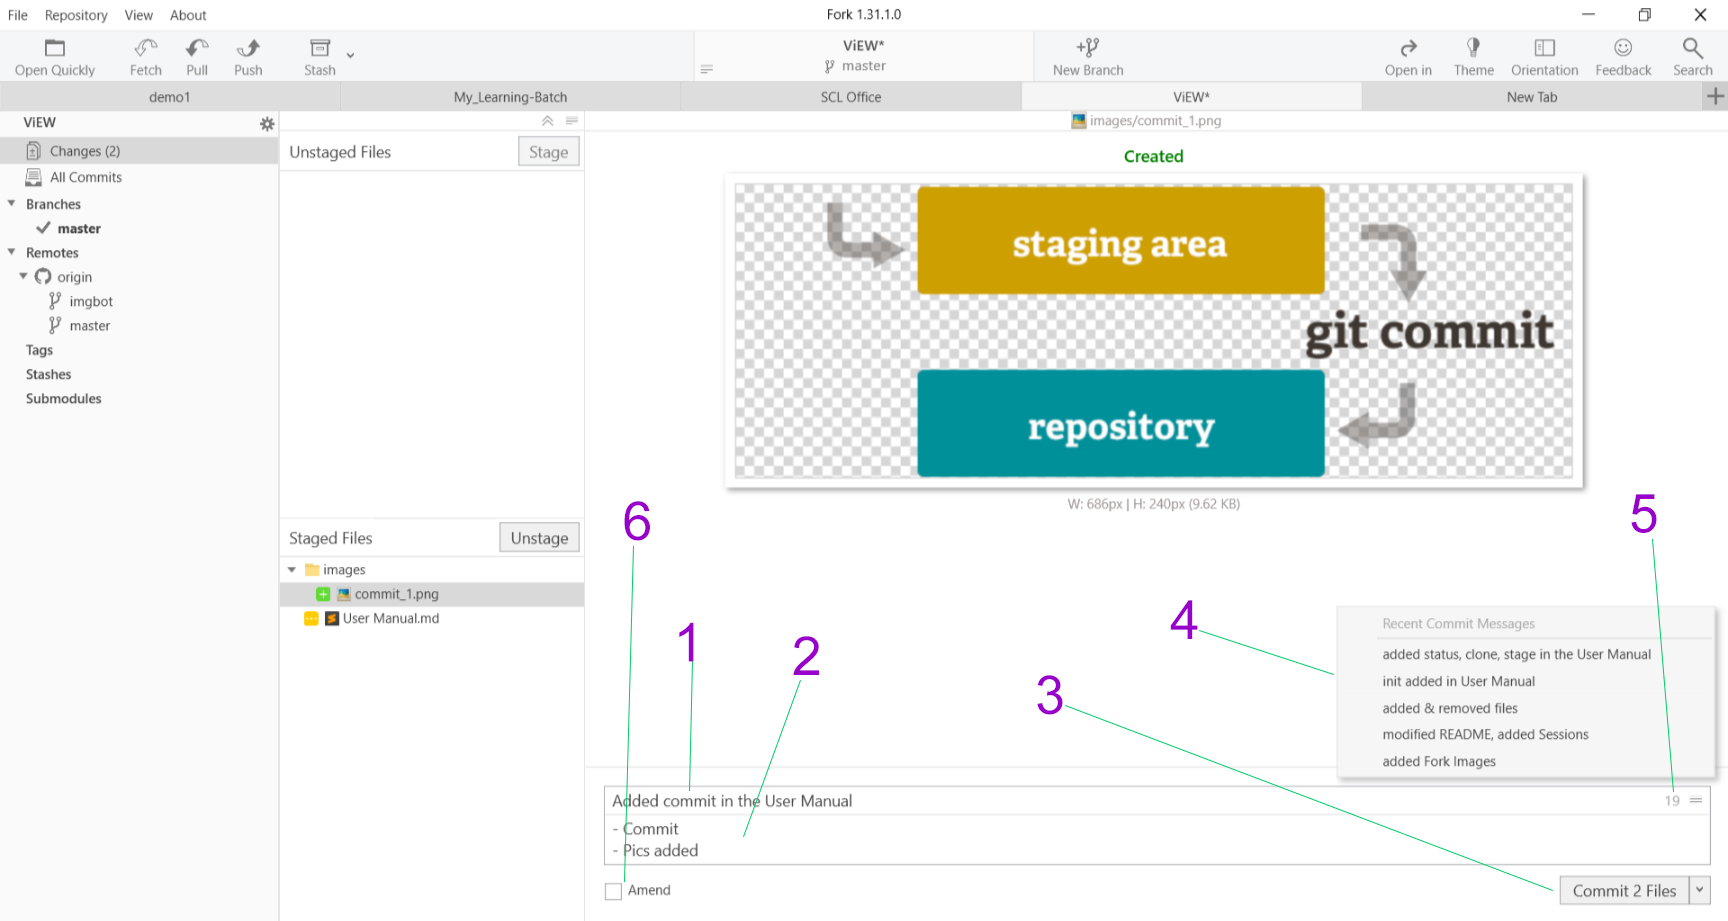 File Repository View About Fork 1.31.1.0
Open Quickly Fetch Pull Push Stash ViEW* master New Branch Open in Theme Orientation Feedback Search
demo1 My_Learning-Batch SCL Office ViEW* New Tab
ViEW
Changes (2)
All Commits
Branches
master
Remotes
origin
imgbot
master
Tags
Stashes
Submodules
Unstaged Files Stage
Staged Files Unstage
images
commit_1.png
User Manual.md
images/commit_1.png
Created
staging area
git commit
repository
W: 686px | H: 240px (9.62 KB)
6
5
1
2
4
3
Recent Commit Messages
added status, clone, stage in the User Manual
init added in User Manual
added & removed files
modified README, added Sessions
added Fork Images
Added commit in the User Manual 19
- Commit
- Pics added
Amend Commit 2 Files